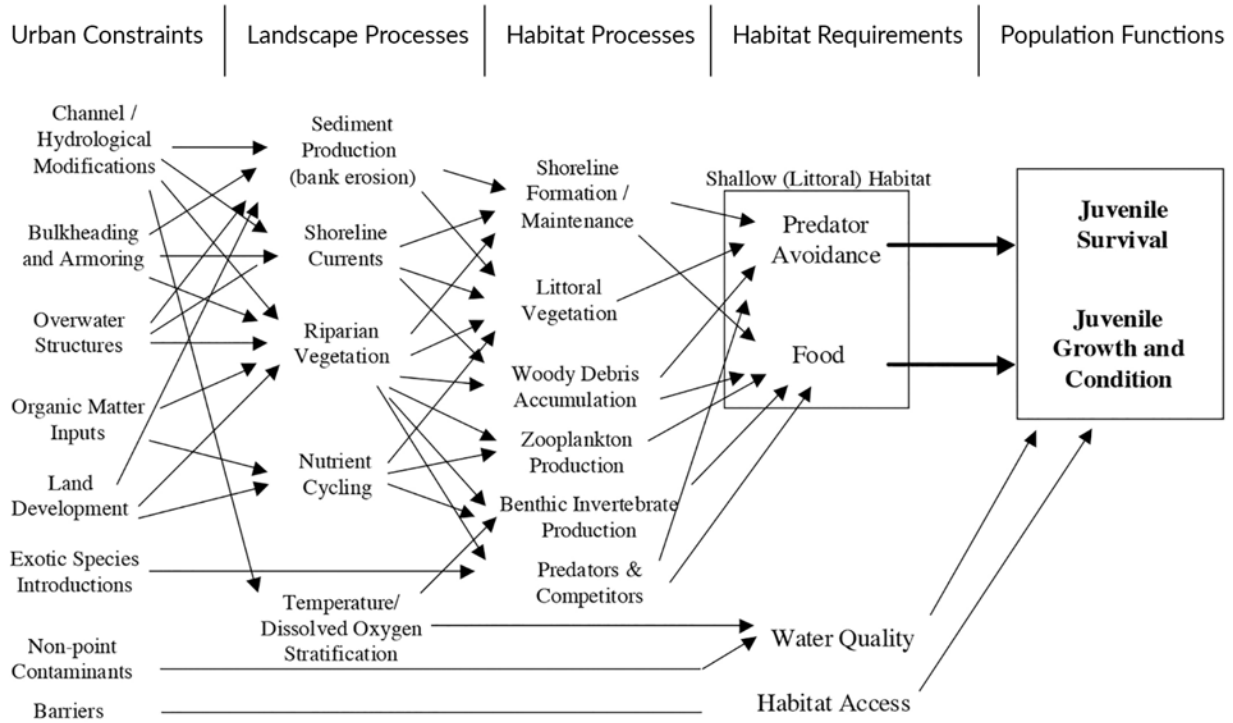 Urban Constraints
Landscape Processes
Habitat Processes
Habitat Requirements
Population Functions
Channel /
Hydrological
Modifications
Bulkheading
and Armoring
Overwater
Structures
Organic Matter
Inputs
Land
Development
Exotic Species
Introductions
Non-point
Contaminants
Barriers
Sediment
Production
(bank erosion)
Shoreline
Currents
Riparian
Vegetation
Nutrient
Cycling
Temperature/
Dissolved Oxygen
Stratification
Shoreline
Formation /
Maintenance
Littoral
Vegetation
Woody Debris
Accumulation
Zooplankton
Production
Benthic Invertebrate
Production
Predators &
Competitors
Shallow (Littoral) Habitat
Predator
Avoidance
Food
Water Quality
Habitat Access
Juvenile
Survival
Juvenile
Growth and
Condition